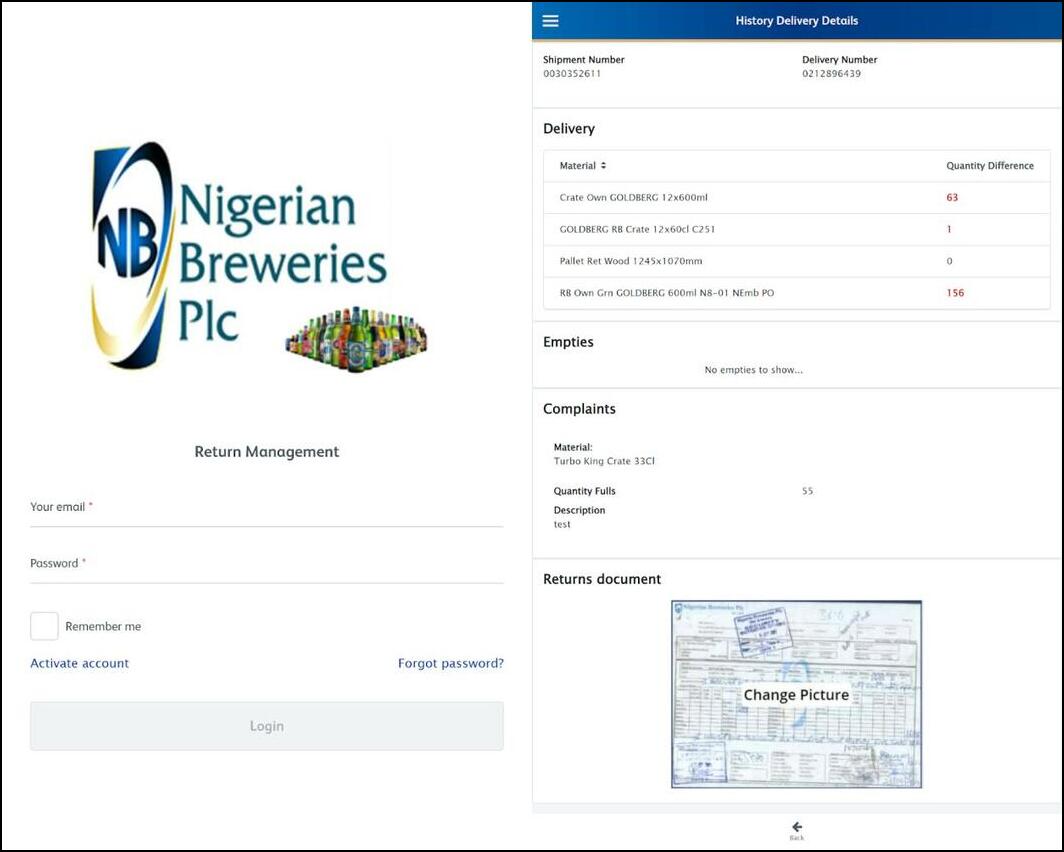 NB
Nigerian
Breweries
Plc
Return Management
Your email *
Password *
Remember me
Activate account
Forgot password?
Login
History Delivery Details
Shipment Number
Delivery Number
0030352611
0212896439
Delivery
Material
Quantity Difference
Crate Own GOLDBERG 12x600ml
63
GOLDBERG RB Crate 12x60cl C251
1
Pallet Ret Wood 1245x1070mm
0
RB Own Grn GOLDBERG 600ml N8-01 NEmb PO
156
Empties
No empties to show...
Complaints
Material:
Turbo King Crate 33Cl
Quantity Fulls
55
Description
test
Returns document
Nigerian Breweries Plc
Change Picture
Back